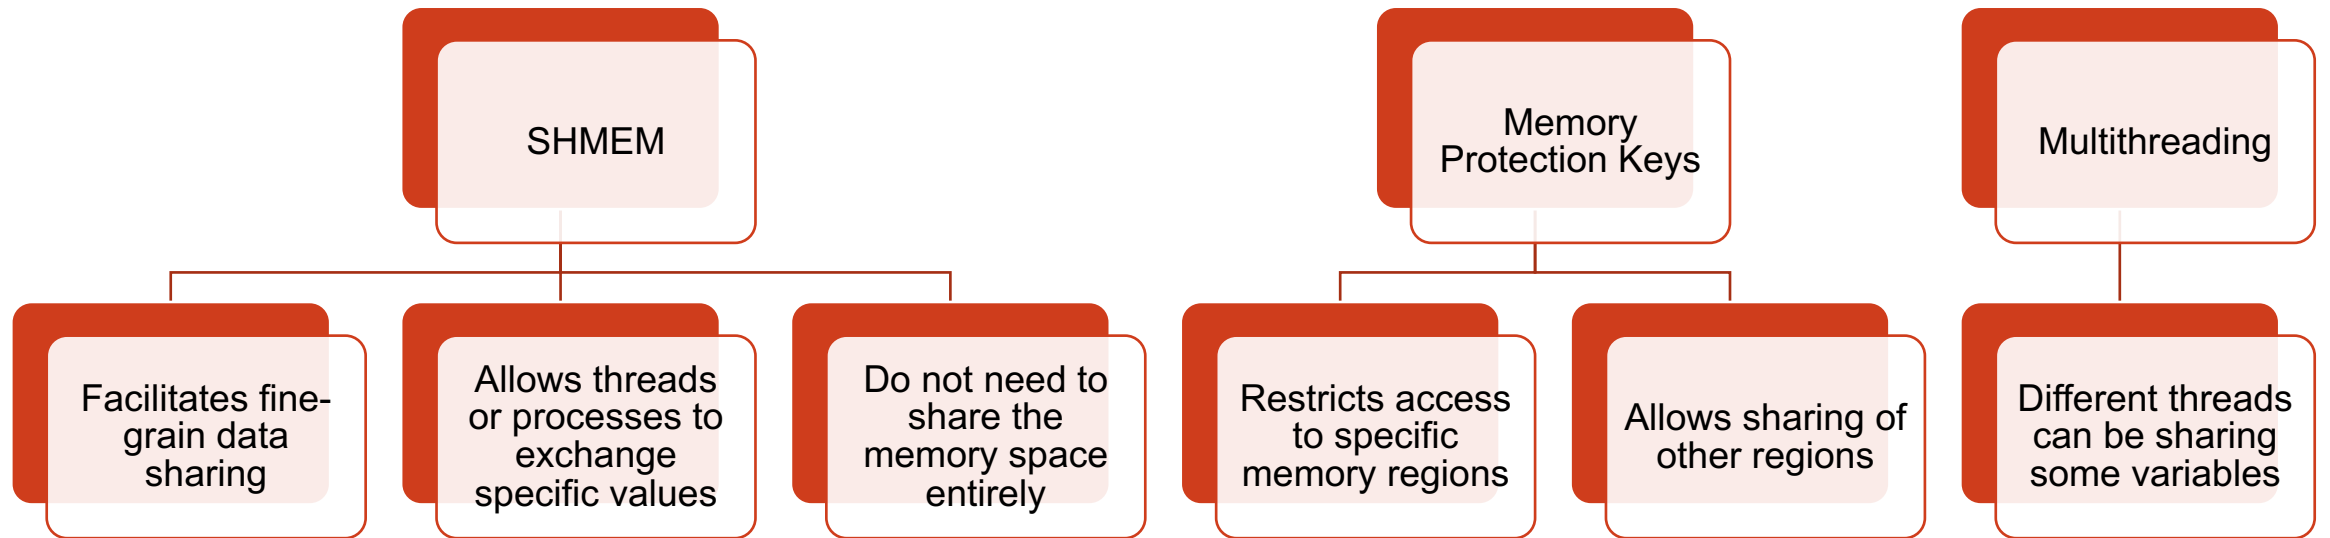 SHMEM
Memory
Protection Keys
Multithreading
Facilitates fine-
grain data
sharing
Allows threads
or processes to
exchange
specific values
Do not need to
share the
memory space
entirely
Restricts access
to specific
memory regions
Allows sharing of
other regions
Different threads
can be sharing
some variables